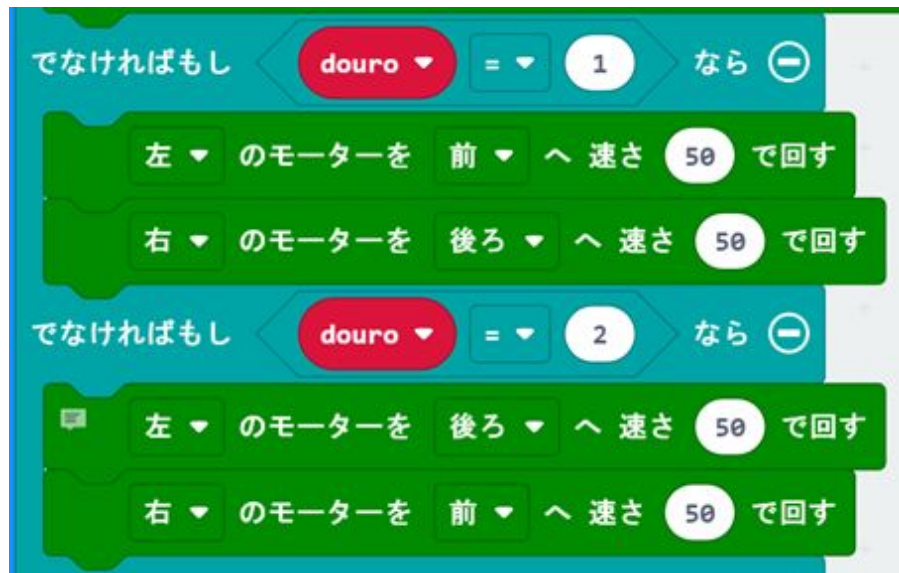 でなければもし douro = 1 なら
左 のモーターを 前 へ 速さ 50 で回す
右 のモーターを 後ろ へ 速さ 50 で回す
でなければもし douro = 2 なら
左 のモーターを 後ろ へ 速さ 50 で回す
右 のモーターを 前 へ 速さ 50 で回す